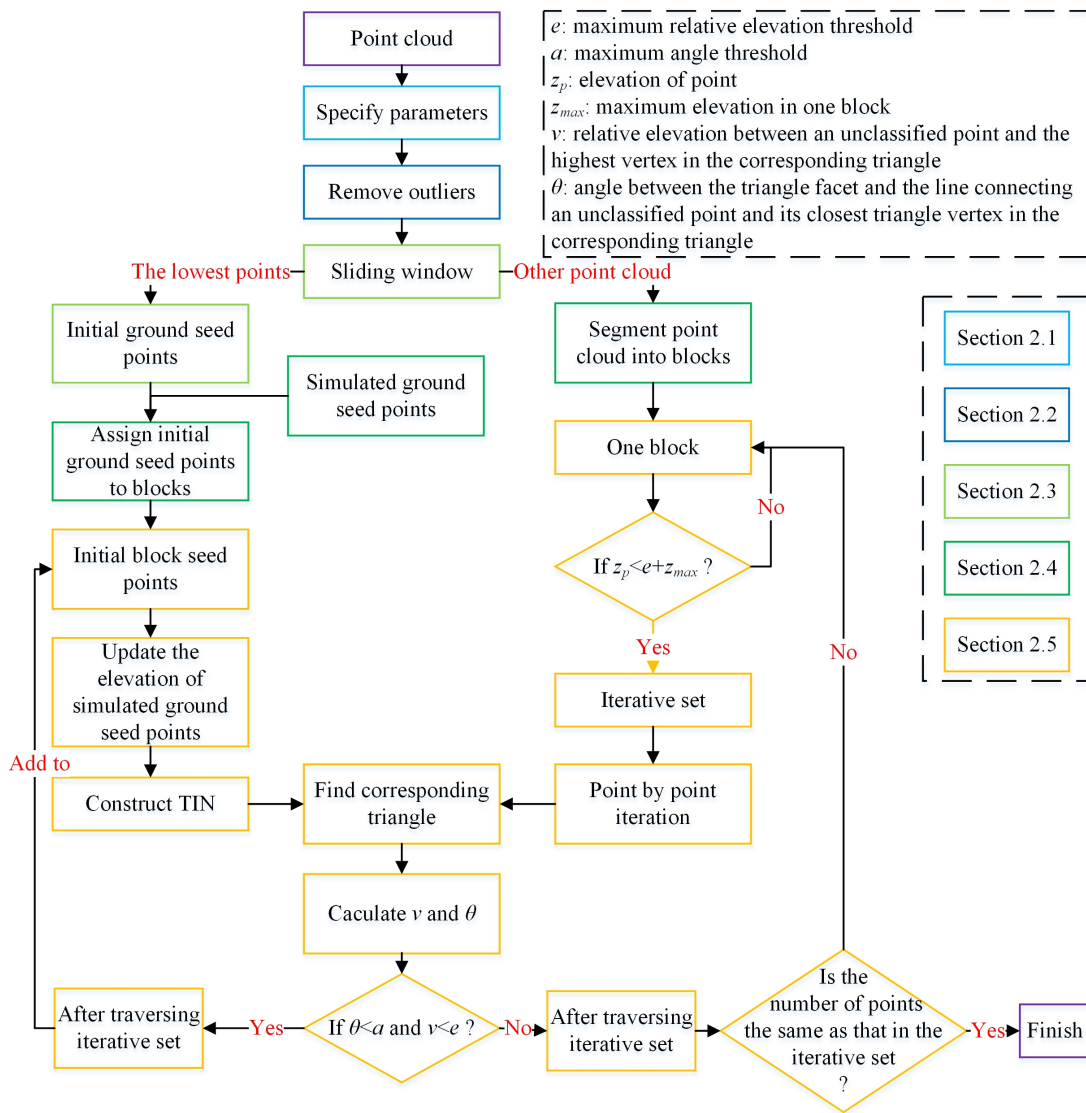 Point cloud
Specify parameters
Remove outliers
Sliding window
e: maximum relative elevation threshold
a: maximum angle threshold
zp: elevation of point
zmax: maximum elevation in one block
v: relative elevation between an unclassified point and the
highest vertex in the corresponding triangle
θ: angle between the triangle facet and the line connecting
an unclassified point and its closest triangle vertex in the
corresponding triangle
The lowest points
Other point cloud
Initial ground seed
points
Simulated ground
seed points
Assign initial
ground seed points
to blocks
Initial block seed
points
Update the
elevation of
simulated ground
seed points
Add to
Construct TIN
Segment point
cloud into blocks
One block
No
If zp<e+zmax ?
Yes
Iterative set
Point by point
iteration
Find corresponding
triangle
Caculate v and θ
If θ<a and v<e ?
Yes
After traversing
iterative set
No
After traversing
iterative set
Is the
number of points
the same as that in the
iterative set
?
No
Yes
Finish
Section 2.1
Section 2.2
Section 2.3
Section 2.4
Section 2.5